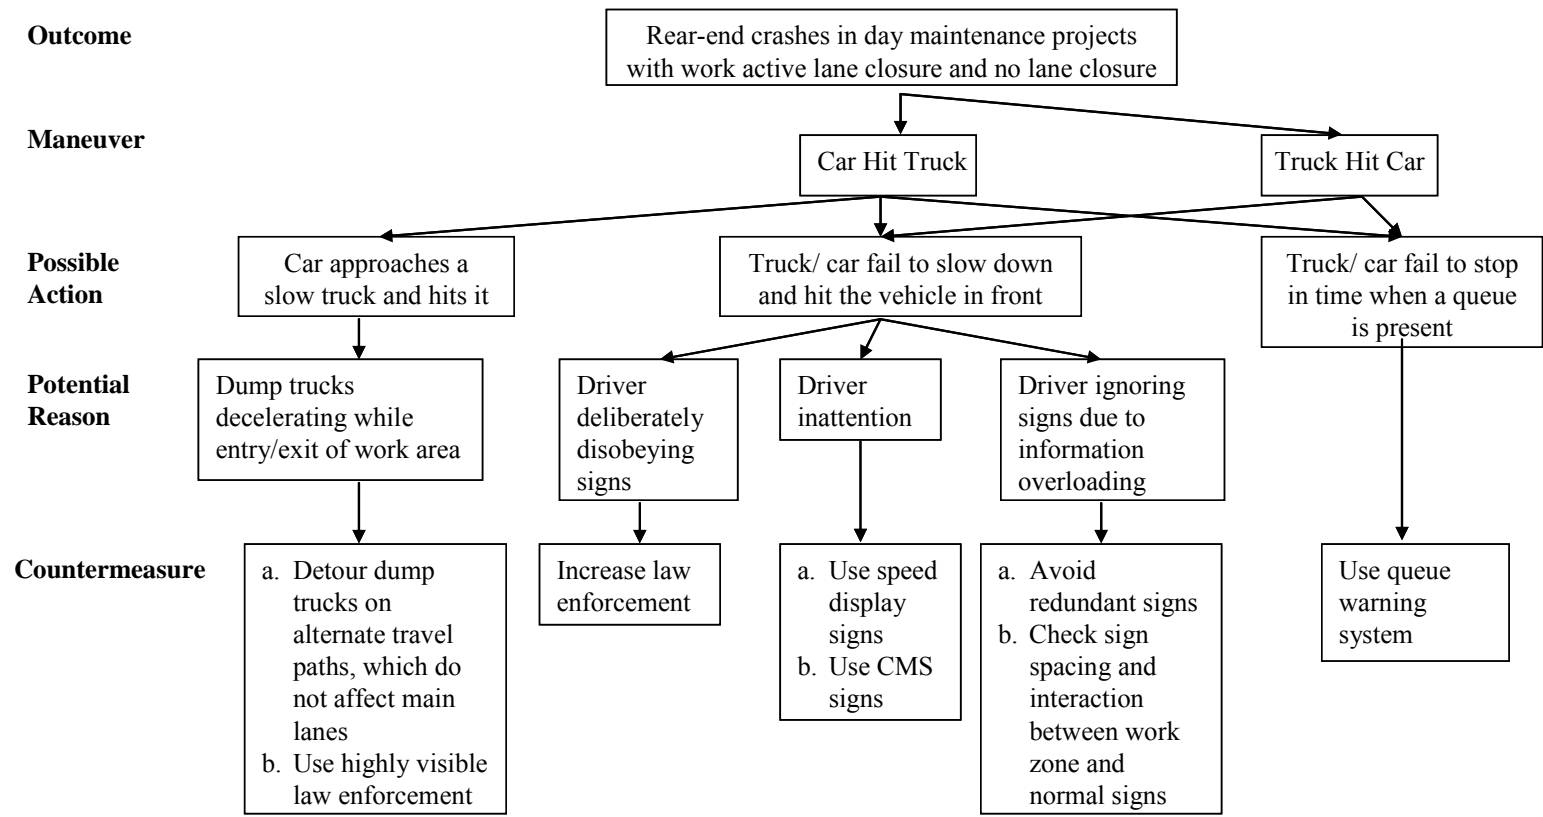 Outcome
Rear-end crashes in day maintenance projects
with work active lane closure and no lane closure
Maneuver
Car Hit Truck
Truck Hit Car
Possible
Action
Car approaches a
slow truck and hits it
Truck/ car fail to slow down
and hit the vehicle in front
Truck/ car fail to stop
in time when a queue
is present
Potential
Reason
Dump trucks
decelerating while
entry/exit of work area
Driver
deliberately
disobeying
signs
Driver
inattention
Driver ignoring
signs due to
information
overloading
Countermeasure
a. Detour dump
trucks on
alternate travel
paths, which do
not affect main
lanes
b. Use highly visible
law enforcement
Increase law
enforcement
a. Use speed
display
signs
b. Use CMS
signs
a. Avoid
redundant signs
b. Check sign
spacing and
interaction
between work
zone and
normal signs
Use queue
warning
system